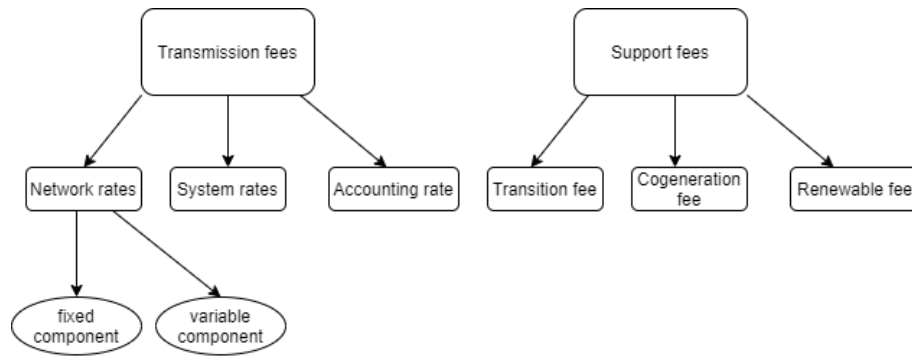 Transmission fees
Support fees
Network rates
System rates
Accounting rate
Transition fee
Cogeneration
fee
Renewable fee
fixed
component
variable
component